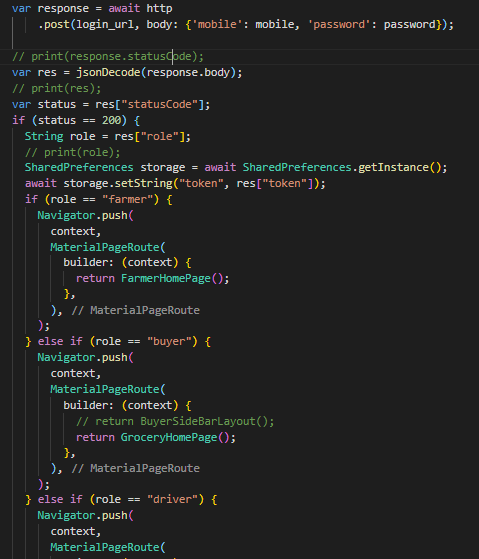 var response = await http
.post(login_url, body: {'mobile': mobile, 'password': password});
// print(response.statusCode);
var res = jsonDecode(response.body);
// print(res);
var status = res["statusCode"];
if (status == 200) {
String role = res["role"];
// print(role);
SharedPreferences storage = await SharedPreferences.getInstance();
await storage.setString("token", res["token"]);
if (role == "farmer") {
Navigator.push(
context,
MaterialPageRoute(
builder: (context) {
return FarmerHomePage();
},
), // MaterialPageRoute
);
} else if (role == "buyer") {
Navigator.push(
context,
MaterialPageRoute(
builder: (context) {
// return BuyerSideBarLayout();
return GroceryHomePage();
},
), // MaterialPageRoute
);
} else if (role == "driver") {
Navigator.push(
context,
MaterialPageRoute(